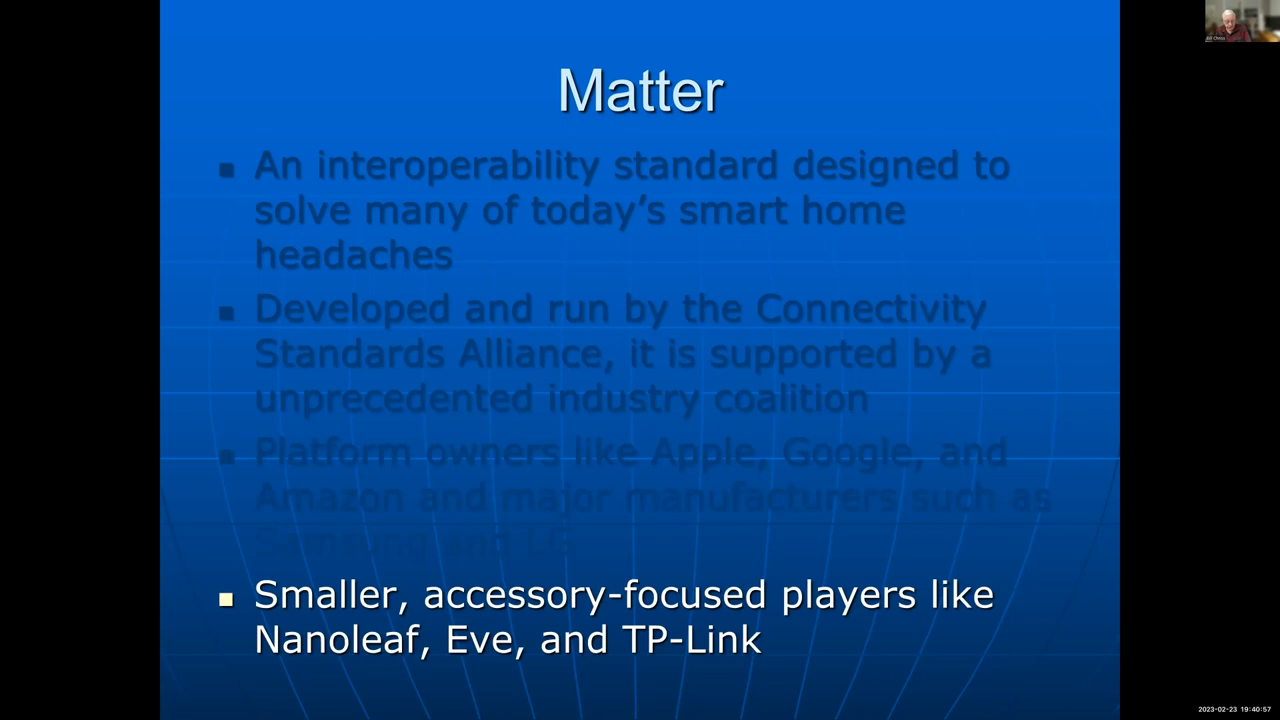 Matter
An interoperability standard designed to
solve many of today’s smart home
headaches
Developed and run by the Connectivity
Standards Alliance, it is supported by a
unprecedented industry coalition
Platform owners like Apple, Google, and
Amazon and major manufacturers such as
Samsung and LG
Smaller, accessory-focused players like
Nanoleaf, Eve, and TP-Link
2023-02-23 19:40:57